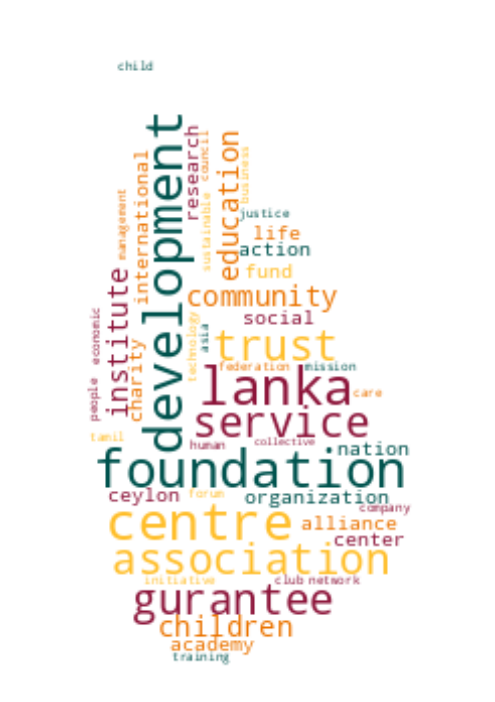 child
development
research
council
education
business
international
management
sustainable
justice
life
action
fund
institute
community
social
economic
charity
technology
asia
trust
federation
mission
people
lanka
care
service
tamil
human
collective
nation
foundation
ceylon
forum
organization
company
centre
alliance
center
association
initiative
club
network
gurantee
children
academy
training